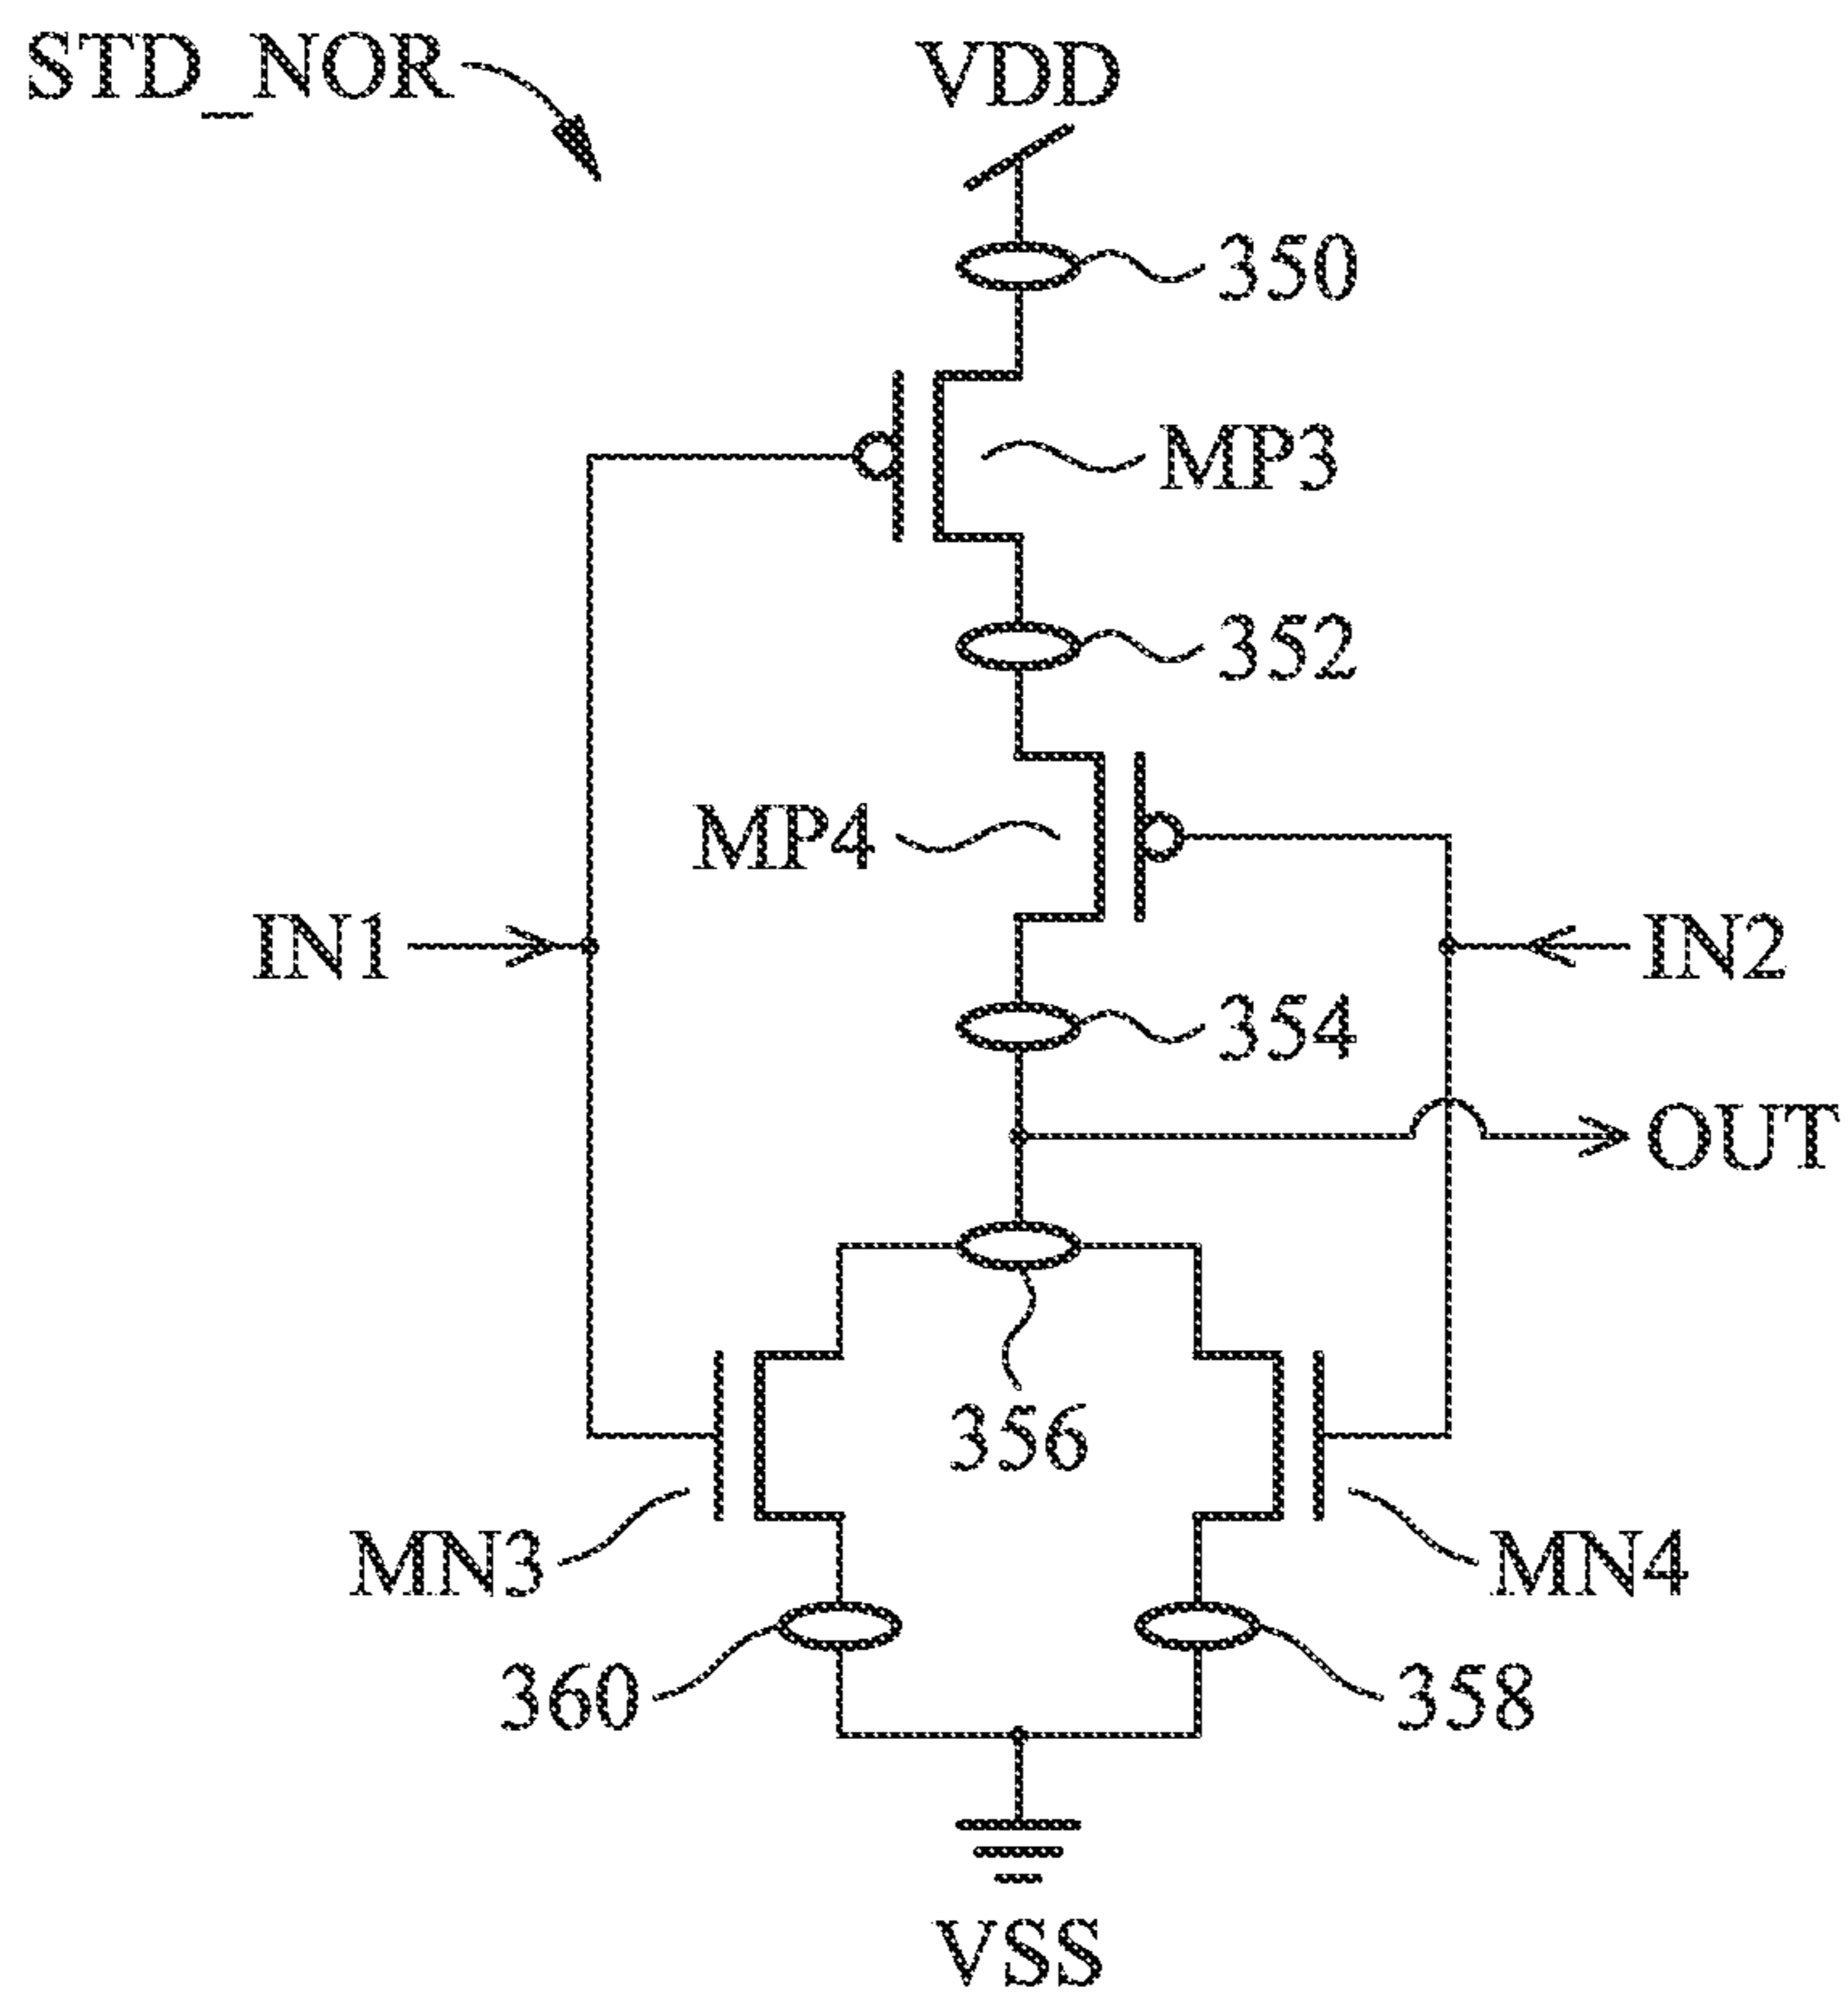 STD_NOR
VDD
350
MP3
352
MP4
IN1
IN2
354
OUT
356
MN3
MN4
360
358
VSS